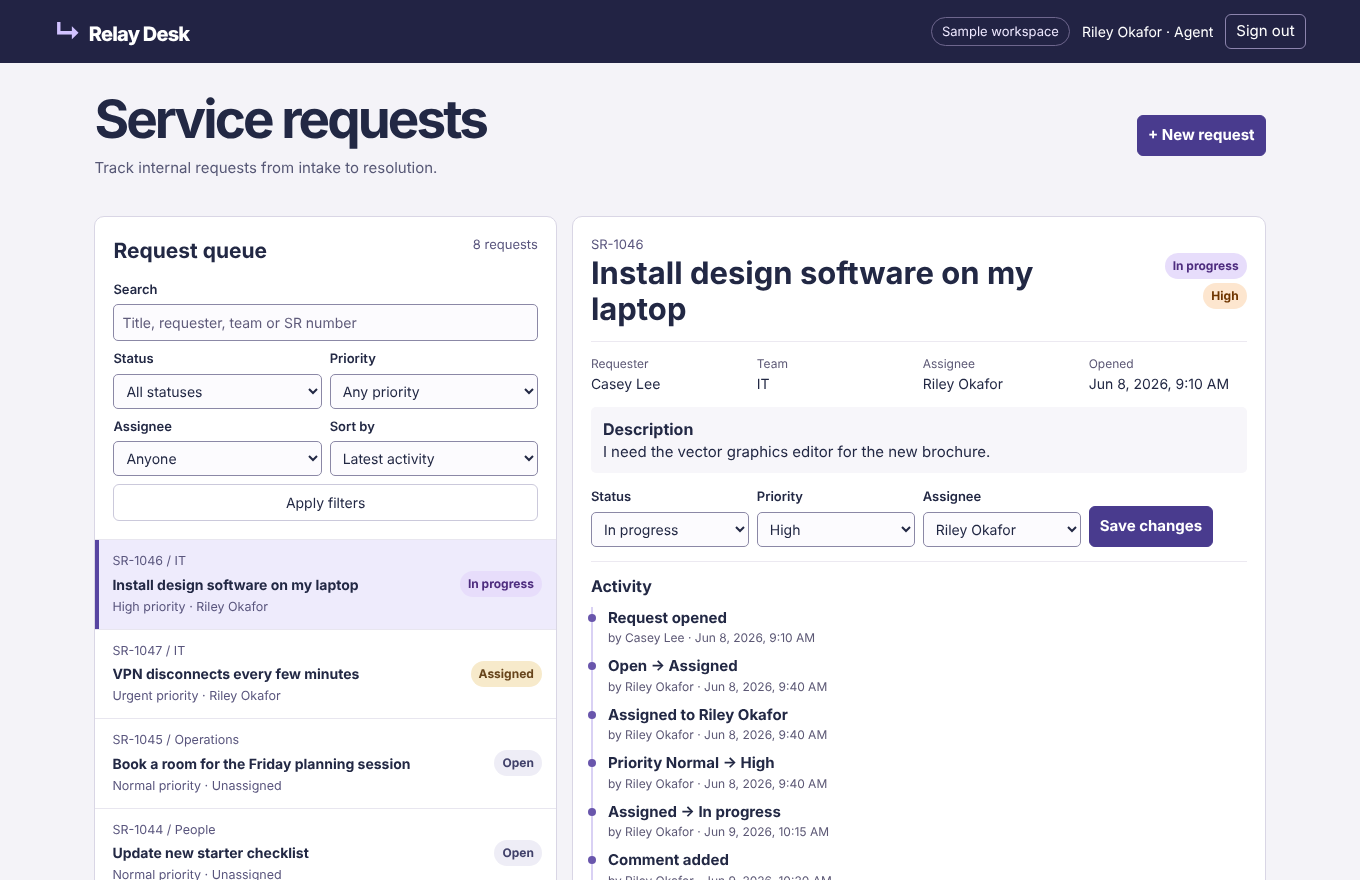 Relay Desk
Sample workspace
Riley Okafor · Agent
Sign out
Service requests
Track internal requests from intake to resolution.
+ New request
Request queue
8 requests
Search
Title, requester, team or SR number
Status
Priority
All statuses
Any priority
Assignee
Sort by
Anyone
Latest activity
Apply filters
SR-1046 / IT
Install design software on my laptop
In progress
High priority · Riley Okafor
SR-1047 / IT
VPN disconnects every few minutes
Assigned
Urgent priority · Riley Okafor
SR-1045 / Operations
Book a room for the Friday planning session
Open
Normal priority · Unassigned
SR-1044 / People
Update new starter checklist
Open
Normal priority · Unassigned
SR-1046
Install design software on my
laptop
In progress
High
Requester
Team
Assignee
Opened
Casey Lee
IT
Riley Okafor
Jun 8, 2026, 9:10 AM
Description
I need the vector graphics editor for the new brochure.
Status
Priority
Assignee
In progress
High
Riley Okafor
Save changes
Activity
Request opened
by Casey Lee · Jun 8, 2026, 9:10 AM
Open → Assigned
by Riley Okafor · Jun 8, 2026, 9:40 AM
Assigned to Riley Okafor
by Riley Okafor · Jun 8, 2026, 9:40 AM
Priority Normal → High
by Riley Okafor · Jun 8, 2026, 9:40 AM
Assigned → In progress
by Riley Okafor · Jun 9, 2026, 10:15 AM
Comment added
by Riley Okafor · Jun 9, 2026, 10:20 AM